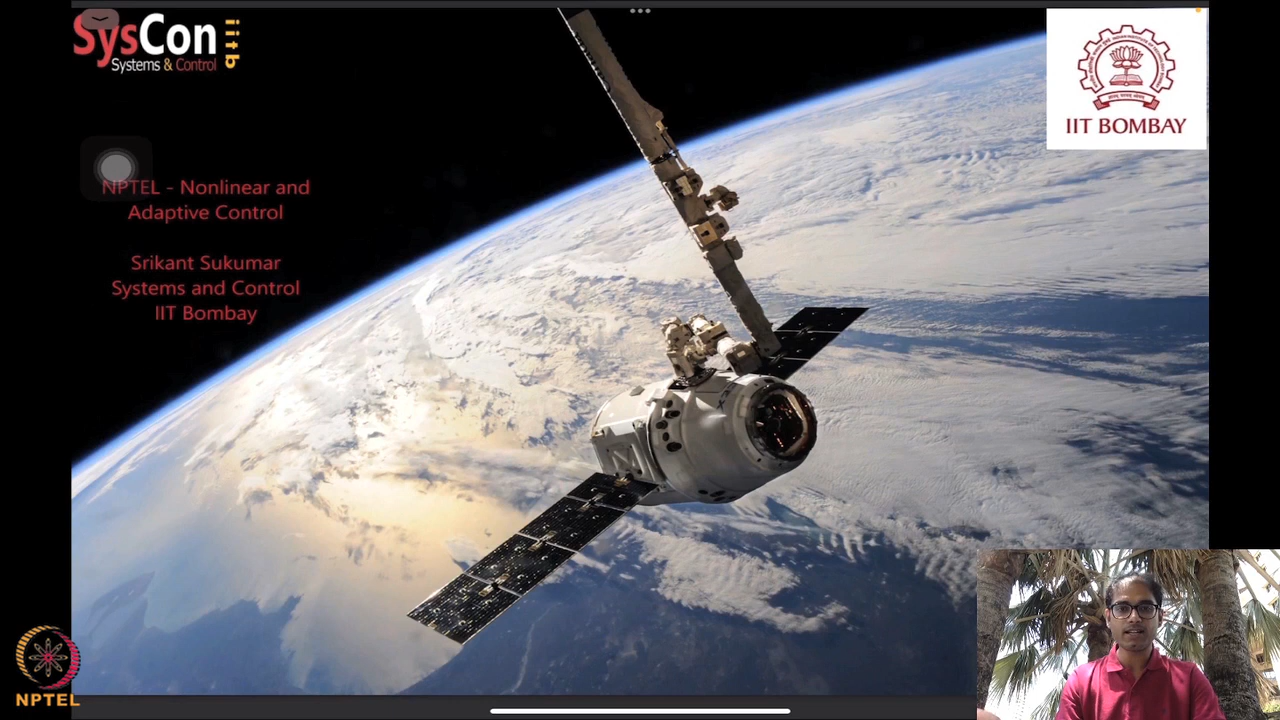 SysCon iitb
Systems & Control
IIT BOMBAY
NPTEL - Nonlinear and
Adaptive Control
Srikant Sukumar
Systems and Control
IIT Bombay
NPTEL